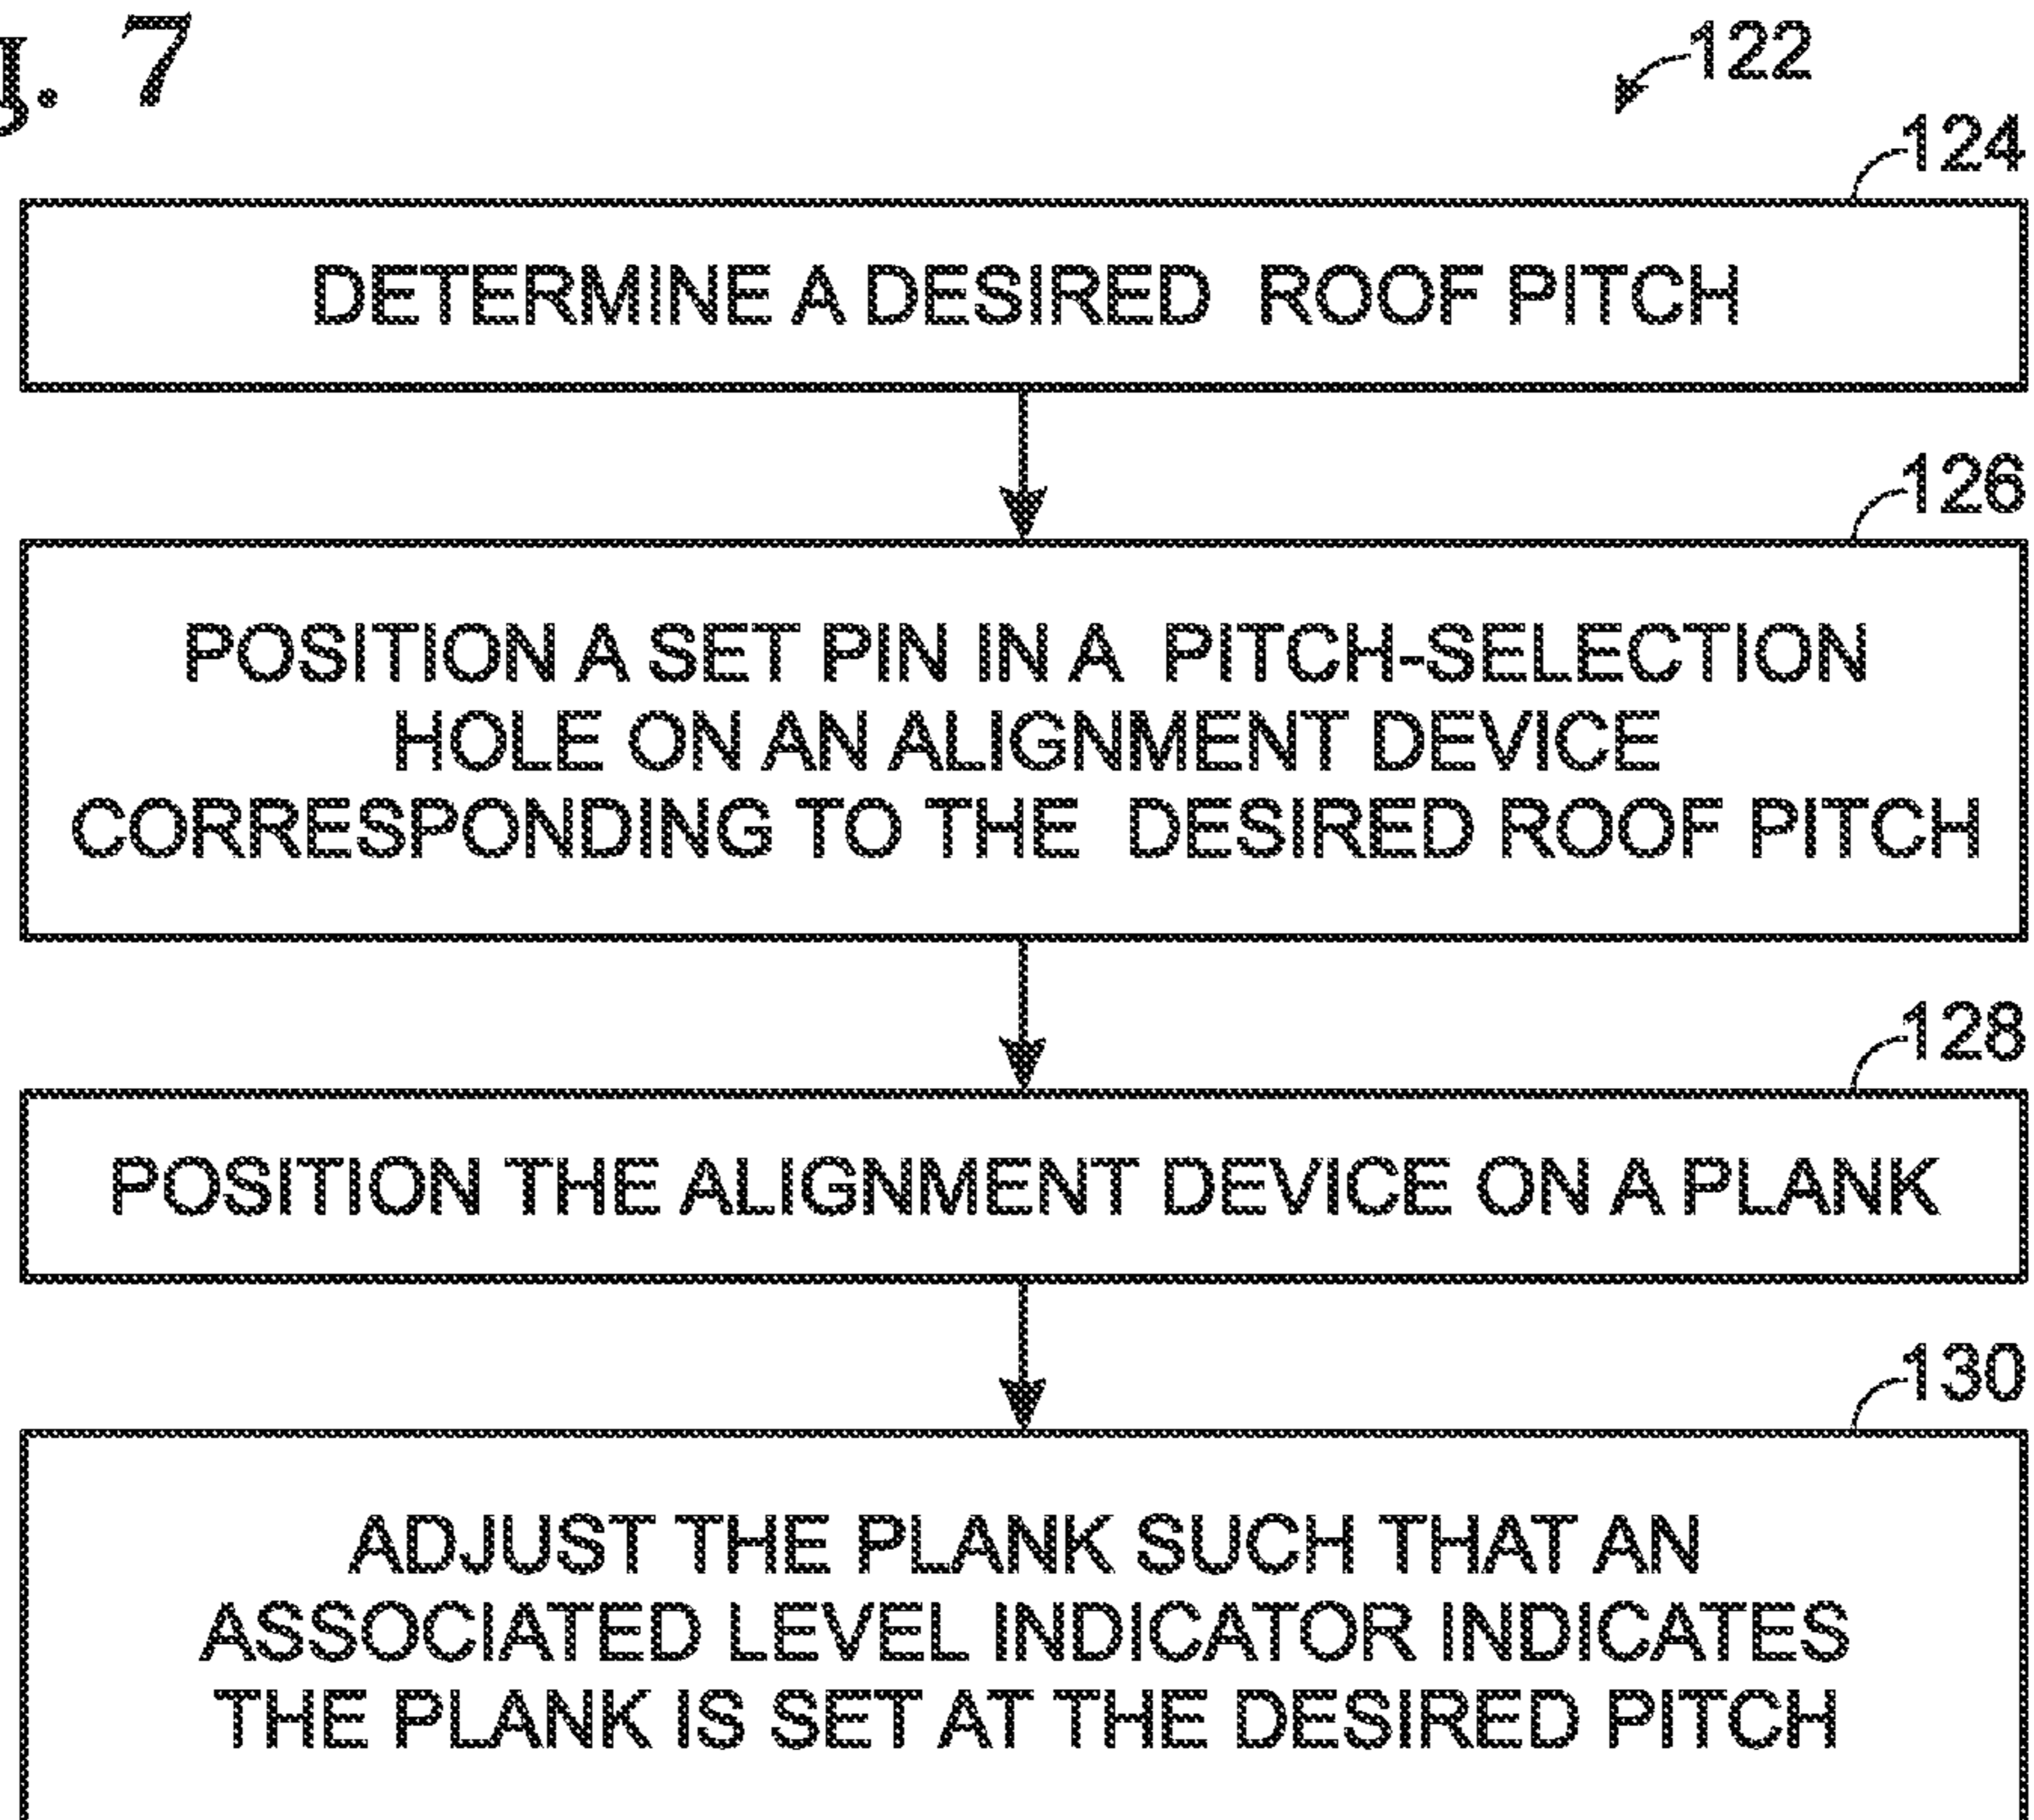 g. 7
122
124
DETERMINE A DESIRED ROOF PITCH
126
POSITION A SET PIN IN A PITCH-SELECTION
HOLE ON AN ALIGNMENT DEVICE
CORRESPONDING TO THE DESIRED ROOF PITCH
128
POSITION THE ALIGNMENT DEVICE ON A PLANK
130
ADJUST THE PLANK SUCH THAT AN
ASSOCIATED LEVEL INDICATOR INDICATES
THE PLANK IS SET AT THE DESIRED PITCH